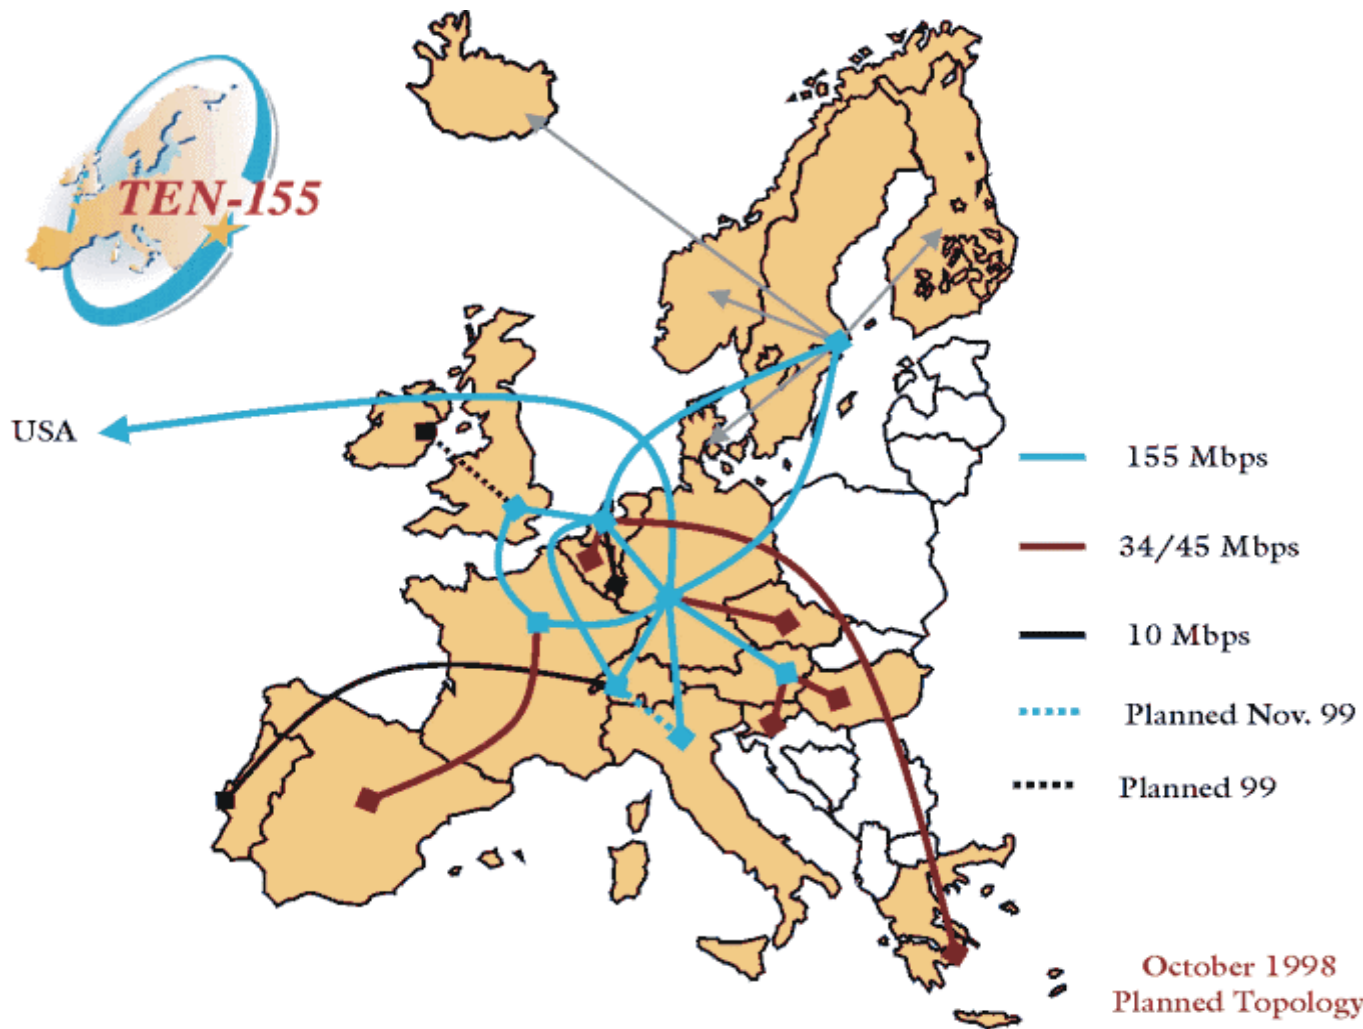 TEN-155
USA
155 Mbps
34/45 Mbps
10 Mbps
Planned Nov. 99
Planned 99
October 1998
Planned Topology